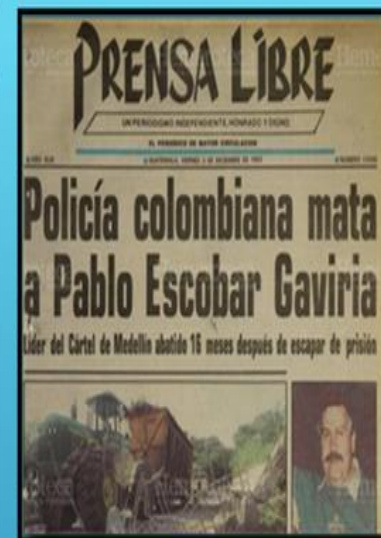 PRENSA LIBRE
UN PERIODISMO INDEPENDIENTE, HONRADO Y DIGNO
EL PERIODICO DE MAYOR CIRCULACION
Policía colombiana mata
a Pablo Escobar Gaviria
Líder del Cártel de Medellín abatido 16 meses después de escapar de prisión